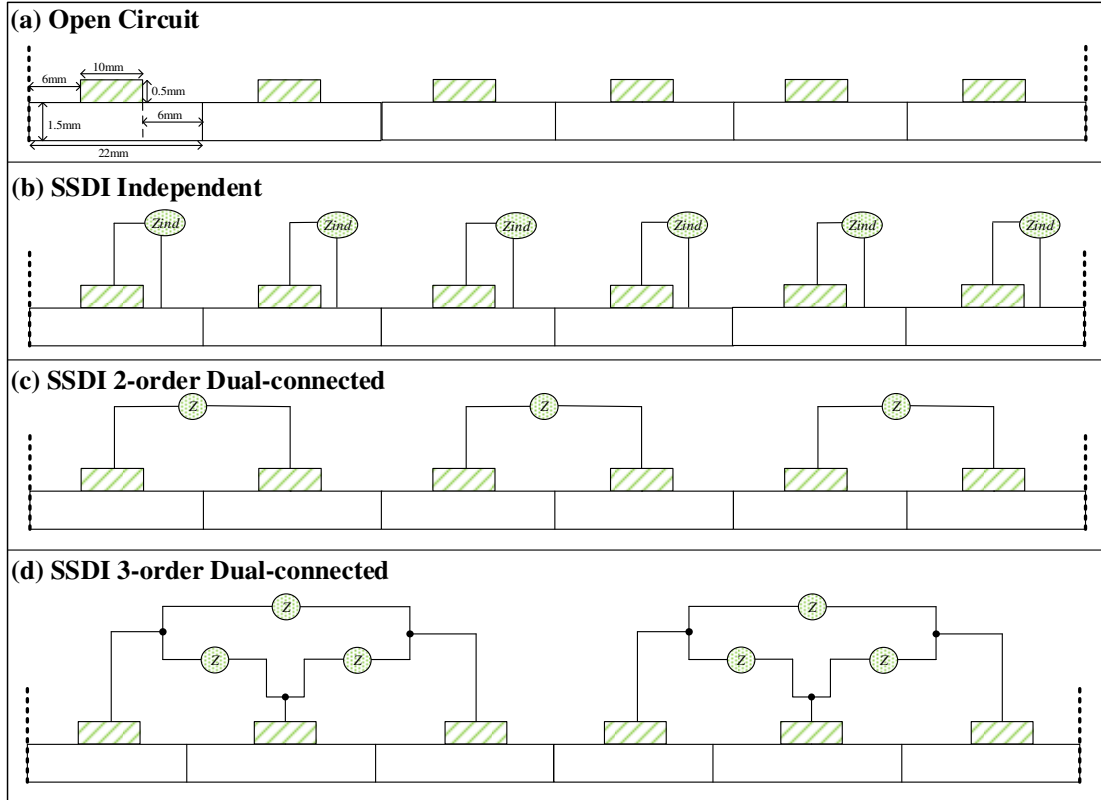 (a) Open Circuit
10mm
6mm
0.5mm
1.5mm
6mm
22mm
(b) SSDI Independent
Zind Zind Zind Zind Zind Zind
(c) SSDI 2-order Dual-connected
Z Z Z
(d) SSDI 3-order Dual-connected
Z Z
Z Z Z Z